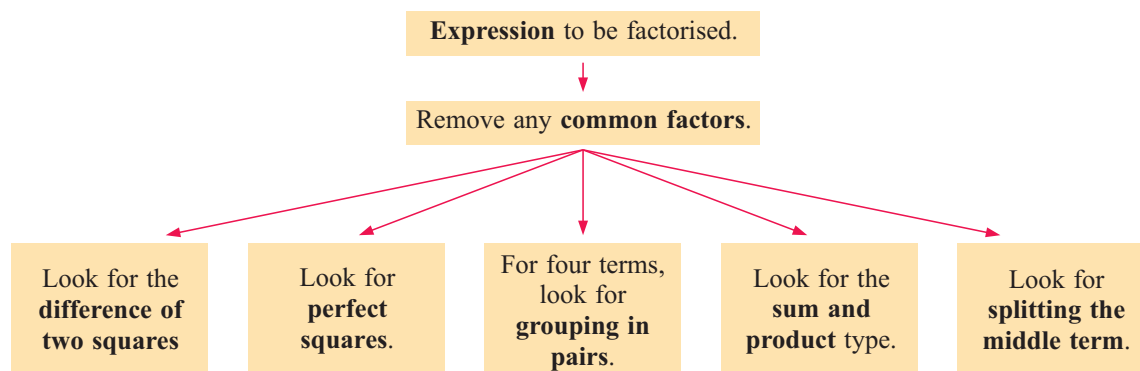 Expression to be factorised.
Remove any common factors.
Look for the
difference of
two squares
Look for
perfect
squares.
For four terms,
look for
grouping in
pairs.
Look for the
sum and
product type.
Look for
splitting the
middle term.